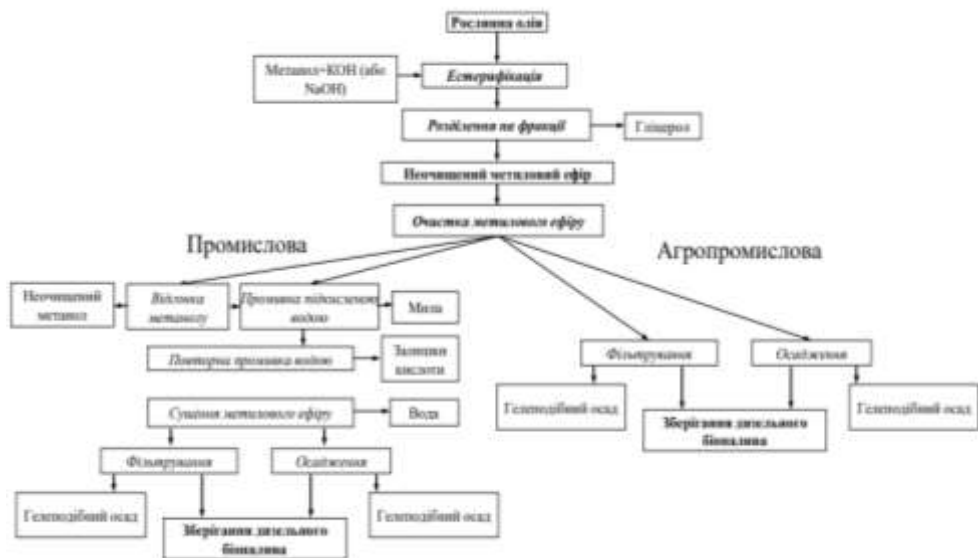 Рослинна олія
Метанол+KOH (або
NaOH)
Естерифікація
Розділення на фракції
Гліцерол
Неочищений метиловий ефір
Очистка метилового ефіру
Промислова
Агропромислова
Неочищений
метанол
Відгонка
метанолу
Промивка підкисленою
водою
Мила
Повторна промивка водою
Залишки
кислоти
Сушіння метилового ефіру
Вода
Фільтрування
Осадження
Гелеподібний осад
Зберігання дизельного
біопалива
Гелеподібний осад
Фільтрування
Осадження
Гелеподібний осад
Зберігання дизельного
біопалива
Гелеподібний осад